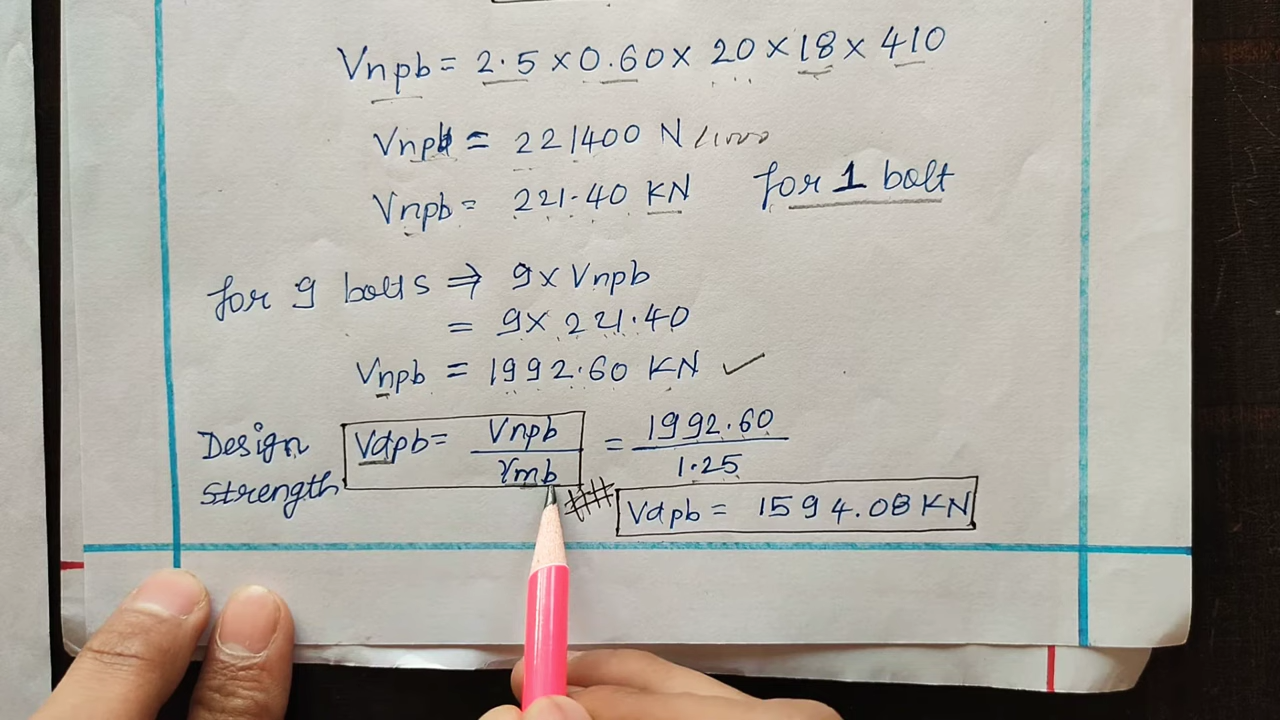 Vnpb = 2.5 × 0.60 × 20 × 18 × 410
Vnpb = 221400 N /1000
Vnpb = 221.40 KN for 1 bolt
for 9 bolts ⇒ 9 × Vnpb
= 9 × 221.40
Vnpb = 1992.60 KN ✓
Design strength Vdpb = Vnpb / γmb = 1992.60 / 1.25
Vdpb = 1594.08 KN